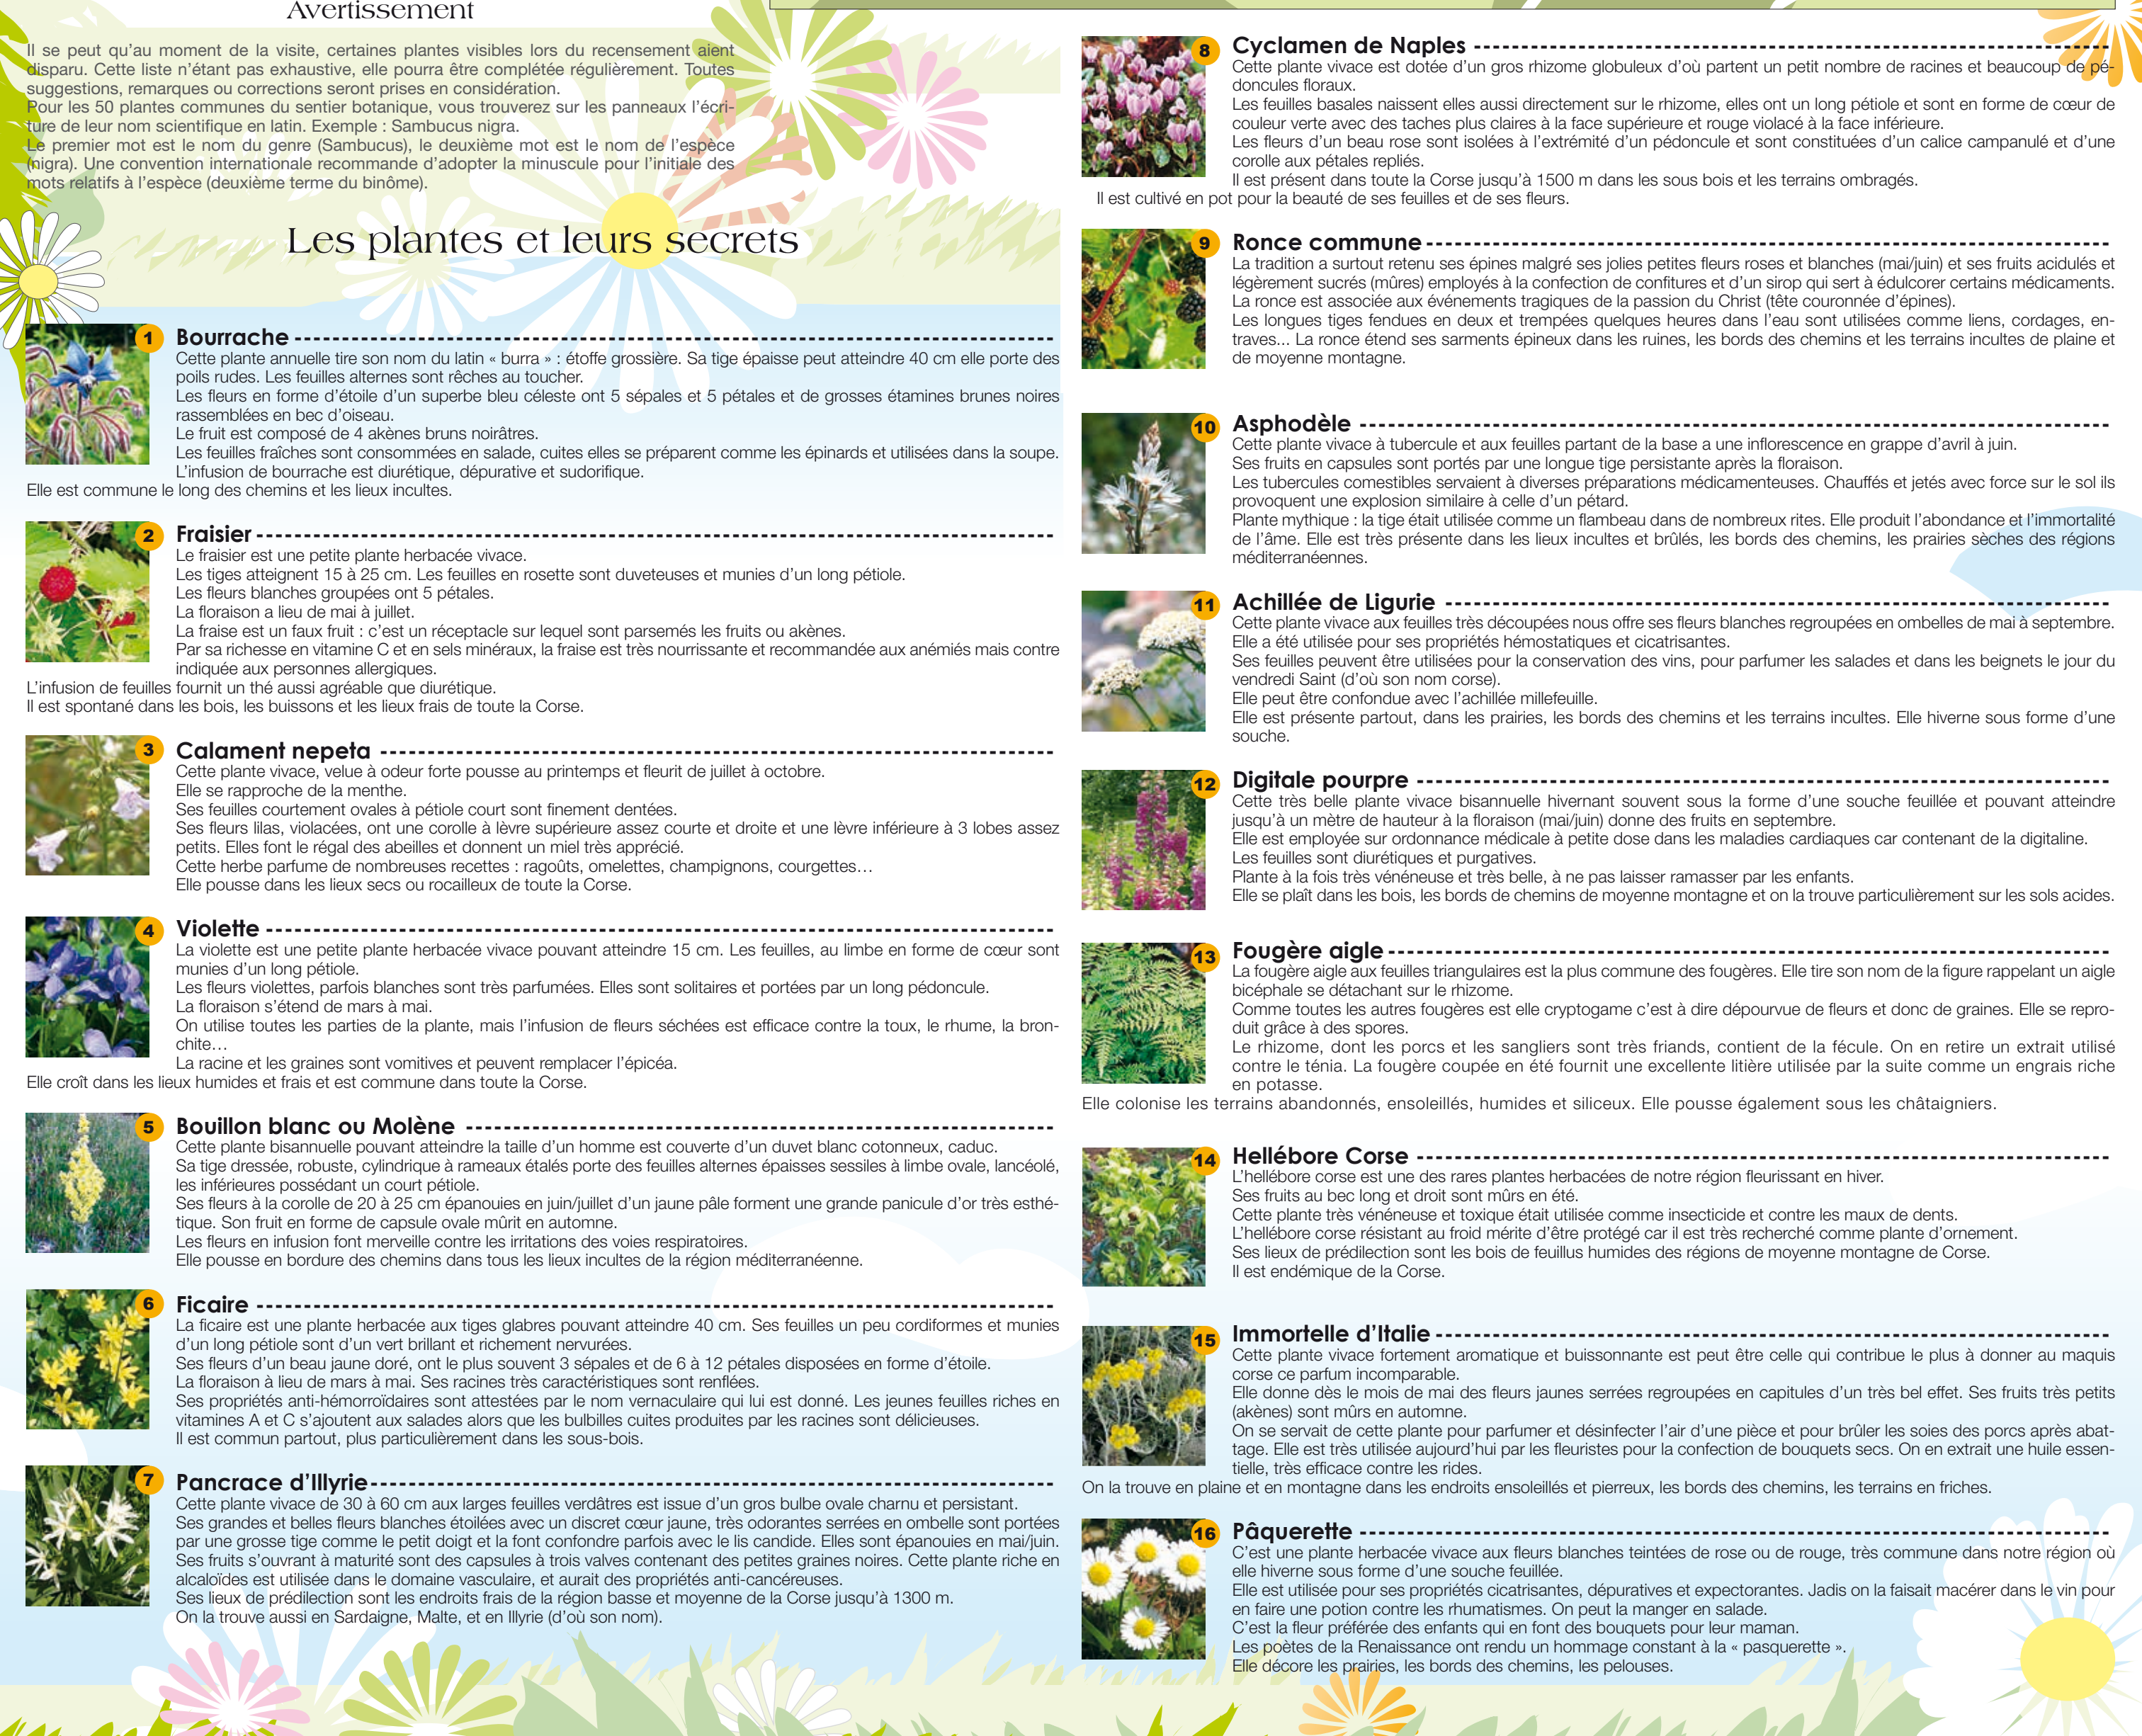 Avertissement
Il se peut qu'au moment de la visite, certaines plantes visibles lors du recensement aient
disparu. Cette liste n'étant pas exhaustive, elle pourra être complétée régulièrement. Toutes
suggestions, remarques ou corrections seront prises en considération.
Pour les 50 plantes communes du sentier botanique, vous trouverez sur les panneaux l'écri-
ture de leur nom scientifique en latin. Exemple : Sambucus nigra.
Le premier mot est le nom du genre (Sambucus), le deuxième mot est le nom de l'espèce
(nigra). Une convention internationale recommande d'adopter la minuscule pour l'initiale des
mots relatifs à l'espèce (deuxième terme du binôme).
Les plantes et leurs secrets
1 Bourrache
Cette plante annuelle tire son nom du latin « burra » : étoffe grossière. Sa tige épaisse peut atteindre 40 cm elle porte des
poils rudes. Les feuilles alternes sont rêches au toucher.
Les fleurs en forme d'étoile d'un superbe bleu céleste ont 5 sépales et 5 pétales et de grosses étamines brunes noires
rassemblées en bec d'oiseau.
Le fruit est composé de 4 akènes bruns noirâtres.
Les feuilles fraîches sont consommées en salade, cuites elles se préparent comme les épinards et utilisées dans la soupe.
L'infusion de bourrache est diurétique, dépurative et sudorifique.
Elle est commune le long des chemins et les lieux incultes.
2 Fraisier
Le fraisier est une petite plante herbacée vivace.
Les tiges atteignent 15 à 25 cm. Les feuilles en rosette sont duveteuses et munies d'un long pétiole.
Les fleurs blanches groupées ont 5 pétales.
La floraison a lieu de mai à juillet.
La fraise est un faux fruit : c'est un réceptacle sur lequel sont parsemés les fruits ou akènes.
Par sa richesse en vitamine C et en sels minéraux, la fraise est très nourrissante et recommandée aux anémiés mais contre
indiquée aux personnes allergiques.
L'infusion de feuilles fournit un thé aussi agréable que diurétique.
Il est spontané dans les bois, les buissons et les lieux frais de toute la Corse.
3 Calament nepeta
Cette plante vivace, velue à odeur forte pousse au printemps et fleurit de juillet à octobre.
Elle se rapproche de la menthe.
Ses feuilles courtement ovales à pétiole court sont finement dentées.
Ses fleurs lilas, violacées, ont une corolle à lèvre supérieure assez courte et droite et une lèvre inférieure à 3 lobes assez
petits. Elles font le régal des abeilles et donnent un miel très apprécié.
Cette herbe parfume de nombreuses recettes : ragoûts, omelettes, champignons, courgettes…
Elle pousse dans les lieux secs ou rocailleux de toute la Corse.
4 Violette
La violette est une petite plante herbacée vivace pouvant atteindre 15 cm. Les feuilles, au limbe en forme de cœur sont
munies d'un long pétiole.
Les fleurs violettes, parfois blanches sont très parfumées. Elles sont solitaires et portées par un long pédoncule.
La floraison s'étend de mars à mai.
On utilise toutes les parties de la plante, mais l'infusion de fleurs séchées est efficace contre la toux, le rhume, la bron-
chite…
La racine et les graines sont vomitives et peuvent remplacer l'épicéa.
Elle croît dans les lieux humides et frais et est commune dans toute la Corse.
5 Bouillon blanc ou Molène
Cette plante bisannuelle pouvant atteindre la taille d'un homme est couverte d'un duvet blanc cotonneux, caduc.
Sa tige dressée, robuste, cylindrique à rameaux étalés porte des feuilles alternes épaisses sessiles à limbe ovale, lancéolé,
les inférieures possédant un court pétiole.
Ses fleurs à la corolle de 20 à 25 cm épanouies en juin/juillet d'un jaune pâle forment une grande panicule d'or très esthé-
tique. Son fruit en forme de capsule ovale mûrit en automne.
Les fleurs en infusion font merveille contre les irritations des voies respiratoires.
Elle pousse en bordure des chemins dans tous les lieux incultes de la région méditerranéenne.
6 Ficaire
La ficaire est une plante herbacée aux tiges glabres pouvant atteindre 40 cm. Ses feuilles un peu cordiformes et munies
d'un long pétiole sont d'un vert brillant et richement nervurées.
Ses fleurs d'un beau jaune doré, ont le plus souvent 3 sépales et de 6 à 12 pétales disposées en forme d'étoile.
La floraison à lieu de mars à mai. Ses racines très caractéristiques sont renflées.
Ses propriétés anti-hémorroïdaires sont attestées par le nom vernaculaire qui lui est donné. Les jeunes feuilles riches en
vitamines A et C s'ajoutent aux salades alors que les bulbilles cuites produites par les racines sont délicieuses.
Il est commun partout, plus particulièrement dans les sous-bois.
7 Pancrace d'Illyrie
Cette plante vivace de 30 à 60 cm aux larges feuilles verdâtres est issue d'un gros bulbe ovale charnu et persistant.
Ses grandes et belles fleurs blanches étoilées avec un discret cœur jaune, très odorantes serrées en ombelle sont portées
par une grosse tige comme le petit doigt et la font confondre parfois avec le lis candide. Elles sont épanouies en mai/juin.
Ses fruits s'ouvrant à maturité sont des capsules à trois valves contenant des petites graines noires. Cette plante riche en
alcaloïdes est utilisée dans le domaine vasculaire, et aurait des propriétés anti-cancéreuses.
Ses lieux de prédilection sont les endroits frais de la région basse et moyenne de la Corse jusqu'à 1300 m.
On la trouve aussi en Sardaigne, Malte, et en Illyrie (d'où son nom).
8 Cyclamen de Naples
Cette plante vivace est dotée d'un gros rhizome globuleux d'où partent un petit nombre de racines et beaucoup de pé-
doncules floraux.
Les feuilles basales naissent elles aussi directement sur le rhizome, elles ont un long pétiole et sont en forme de cœur de
couleur verte avec des taches plus claires à la face supérieure et rouge violacé à la face inférieure.
Les fleurs d'un beau rose sont isolées à l'extrémité d'un pédoncule et sont constituées d'un calice campanulé et d'une
corolle aux pétales repliés.
Il est présent dans toute la Corse jusqu'à 1500 m dans les sous bois et les terrains ombragés.
Il est cultivé en pot pour la beauté de ses feuilles et de ses fleurs.
9 Ronce commune
La tradition a surtout retenu ses épines malgré ses jolies petites fleurs roses et blanches (mai/juin) et ses fruits acidulés et
légèrement sucrés (mûres) employés à la confection de confitures et d'un sirop qui sert à édulcorer certains médicaments.
La ronce est associée aux événements tragiques de la passion du Christ (tête couronnée d'épines).
Les longues tiges fendues en deux et trempées quelques heures dans l'eau sont utilisées comme liens, cordages, en-
traves... La ronce étend ses sarments épineux dans les ruines, les bords des chemins et les terrains incultes de plaine et
de moyenne montagne.
10 Asphodèle
Cette plante vivace à tubercule et aux feuilles partant de la base a une inflorescence en grappe d'avril à juin.
Ses fruits en capsules sont portés par une longue tige persistante après la floraison.
Les tubercules comestibles servaient à diverses préparations médicamenteuses. Chauffés et jetés avec force sur le sol ils
provoquent une explosion similaire à celle d'un pétard.
Plante mythique : la tige était utilisée comme un flambeau dans de nombreux rites. Elle produit l'abondance et l'immortalité
de l'âme. Elle est très présente dans les lieux incultes et brûlés, les bords des chemins, les prairies sèches des régions
méditerranéennes.
11 Achillée de Ligurie
Cette plante vivace aux feuilles très découpées nous offre ses fleurs blanches regroupées en ombelles de mai à septembre.
Elle a été utilisée pour ses propriétés hémostatiques et cicatrisantes.
Ses feuilles peuvent être utilisées pour la conservation des vins, pour parfumer les salades et dans les beignets le jour du
vendredi Saint (d'où son nom corse).
Elle peut être confondue avec l'achillée millefeuille.
Elle est présente partout, dans les prairies, les bords des chemins et les terrains incultes. Elle hiverne sous forme d'une
souche.
12 Digitale pourpre
Cette très belle plante vivace bisannuelle hivernant souvent sous la forme d'une souche feuillée et pouvant atteindre
jusqu'à un mètre de hauteur à la floraison (mai/juin) donne des fruits en septembre.
Elle est employée sur ordonnance médicale à petite dose dans les maladies cardiaques car contenant de la digitaline.
Les feuilles sont diurétiques et purgatives.
Plante à la fois très vénéneuse et très belle, à ne pas laisser ramasser par les enfants.
Elle se plaît dans les bois, les bords de chemins de moyenne montagne et on la trouve particulièrement sur les sols acides.
13 Fougère aigle
La fougère aigle aux feuilles triangulaires est la plus commune des fougères. Elle tire son nom de la figure rappelant un aigle
bicéphale se détachant sur le rhizome.
Comme toutes les autres fougères est elle cryptogame c'est à dire dépourvue de fleurs et donc de graines. Elle se repro-
duit grâce à des spores.
Le rhizome, dont les porcs et les sangliers sont très friands, contient de la fécule. On en retire un extrait utilisé
contre le ténia. La fougère coupée en été fournit une excellente litière utilisée par la suite comme un engrais riche
en potasse.
Elle colonise les terrains abandonnés, ensoleillés, humides et siliceux. Elle pousse également sous les châtaigniers.
14 Hellébore Corse
L'hellébore corse est une des rares plantes herbacées de notre région fleurissant en hiver.
Ses fruits au bec long et droit sont mûrs en été.
Cette plante très vénéneuse et toxique était utilisée comme insecticide et contre les maux de dents.
L'hellébore corse résistant au froid mérite d'être protégé car il est très recherché comme plante d'ornement.
Ses lieux de prédilection sont les bois de feuillus humides des régions de moyenne montagne de Corse.
Il est endémique de la Corse.
15 Immortelle d'Italie
Cette plante vivace fortement aromatique et buissonnante est peut être celle qui contribue le plus à donner au maquis
corse ce parfum incomparable.
Elle donne dès le mois de mai des fleurs jaunes serrées regroupées en capitules d'un très bel effet. Ses fruits très petits
(akènes) sont mûrs en automne.
On se servait de cette plante pour parfumer et désinfecter l'air d'une pièce et pour brûler les soies des porcs après abat-
tage. Elle est très utilisée aujourd'hui par les fleuristes pour la confection de bouquets secs. On en extrait une huile essen-
tielle, très efficace contre les rides.
On la trouve en plaine et en montagne dans les endroits ensoleillés et pierreux, les bords des chemins, les terrains en friches.
16 Pâquerette
C'est une plante herbacée vivace aux fleurs blanches teintées de rose ou de rouge, très commune dans notre région où
elle hiverne sous forme d'une souche feuillée.
Elle est utilisée pour ses propriétés cicatrisantes, dépuratives et expectorantes. Jadis on la faisait macérer dans le vin pour
en faire une potion contre les rhumatismes. On peut la manger en salade.
C'est la fleur préférée des enfants qui en font des bouquets pour leur maman.
Les poètes de la Renaissance ont rendu un hommage constant à la « pasquerette ».
Elle décore les prairies, les bords des chemins, les pelouses.